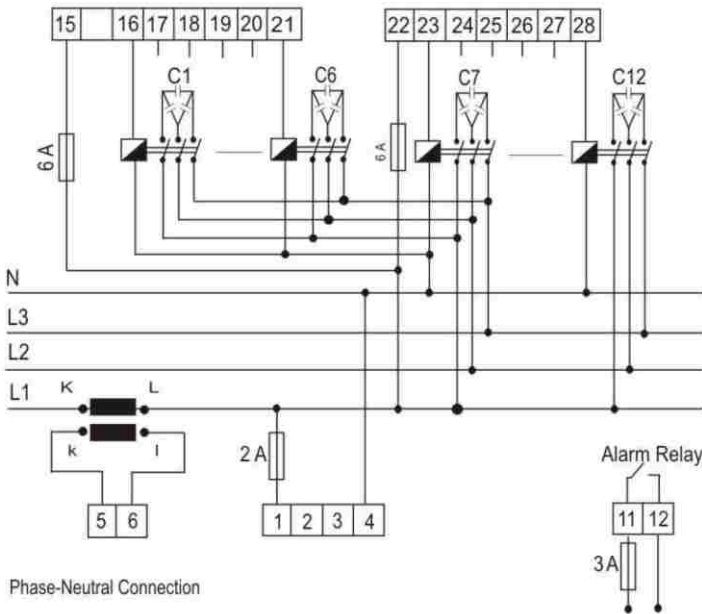 15 16 17 18 19 20 21
22 23 24 25 26 27 28
C1 C6 C7 C12
6 A
6 A
N
L3
L2
L1
K L
k l
2 A
Alarm Relay
5 6
1 2 3 4
11 12
3 A
Phase-Neutral Connection